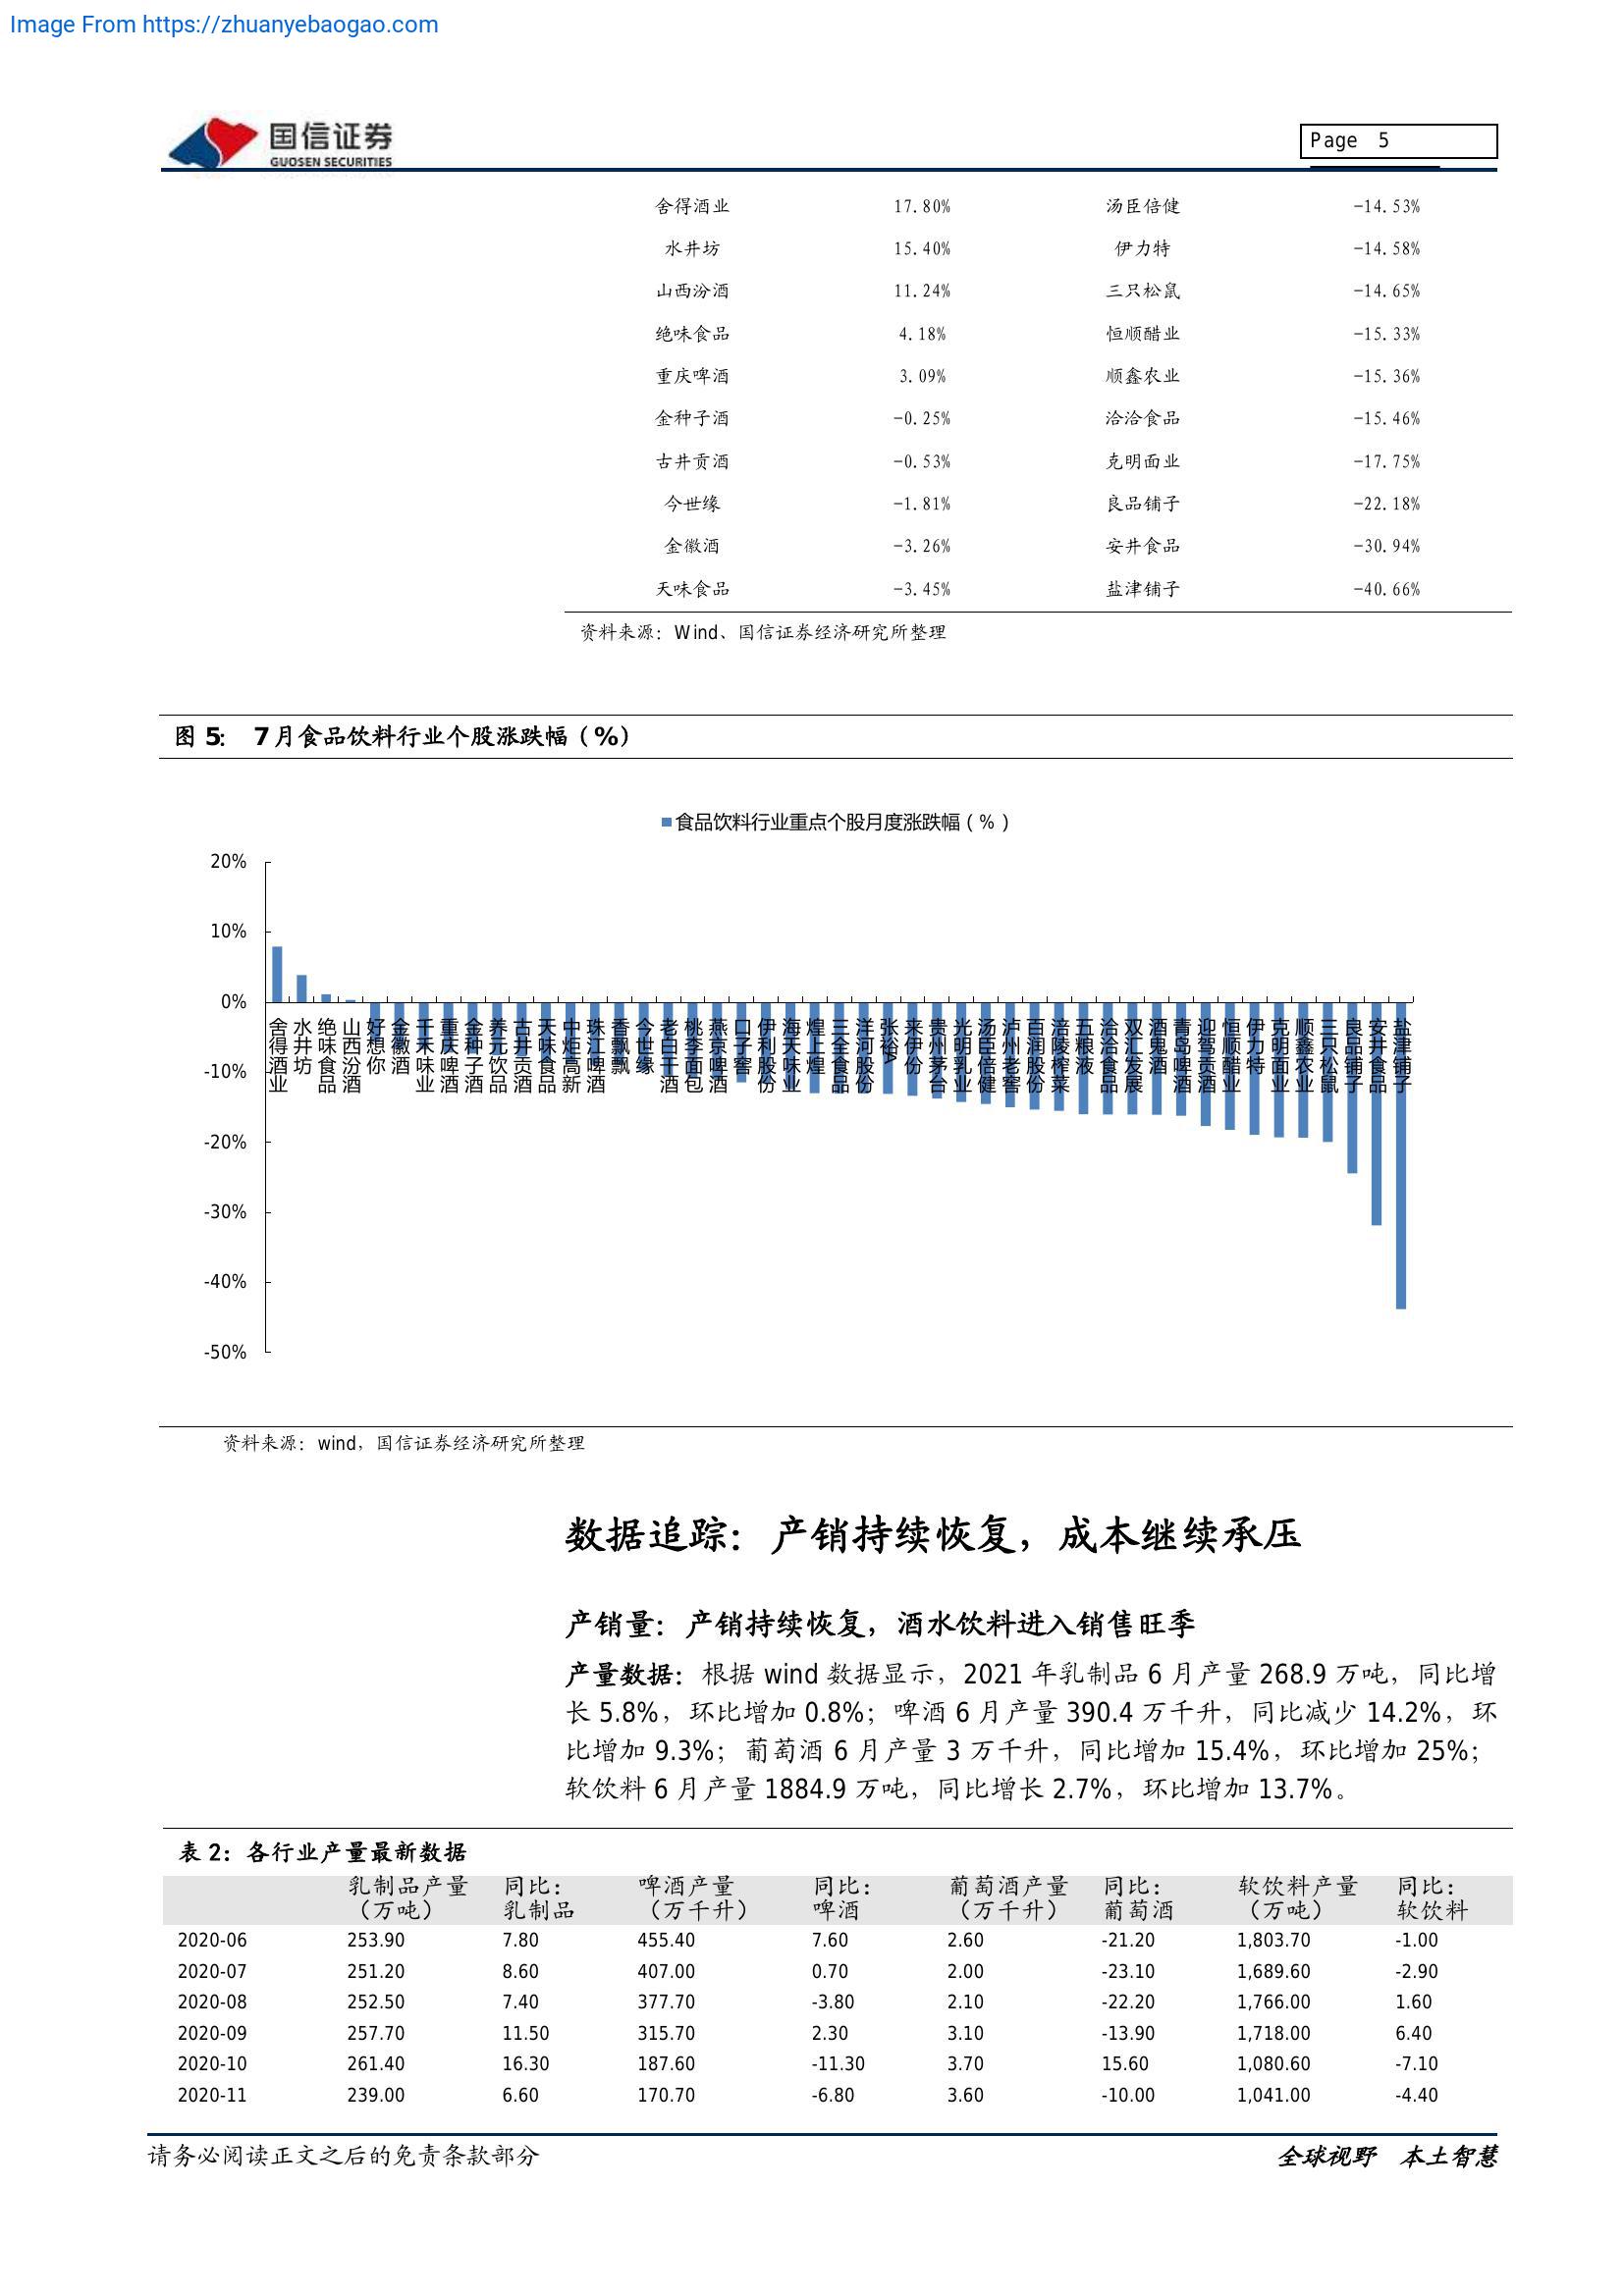 Image From https://zhuanyebaogao.com
国信证券
GUOSEN SECURITIES
Page 5
舍得酒业 17.80% 汤臣倍健 -14.53%
水井坊 15.40% 伊力特 -14.58%
山西汾酒 11.24% 三只松鼠 -14.65%
绝味食品 4.18% 恒顺醋业 -15.33%
重庆啤酒 3.09% 顺鑫农业 -15.36%
金种子酒 -0.25% 洽洽食品 -15.46%
古井贡酒 -0.53% 克明面业 -17.75%
今世缘 -1.81% 良品铺子 -22.18%
金徽酒 -3.26% 安井食品 -30.94%
天味食品 -3.45% 盐津铺子 -40.66%
资料来源：Wind、国信证券经济研究所整理
图 5： 7月食品饮料行业个股涨跌幅（%）
食品饮料行业重点个股月度涨跌幅（%）
20%
10%
0%
-10%
-20%
-30%
-40%
-50%
舍得酒业
水井坊
绝味食品
山西汾酒
好想你
金徽酒
千禾味业
重庆啤酒
金种子酒
养元饮品
古井贡酒
天味食品
中炬高新
珠江啤酒
香飘飘
今世缘
老白干酒
桃李面包
燕京啤酒
口子窖
伊利股份
海天味业
煌上煌
三全食品
洋河股份
张裕A
来伊份
贵州茅台
光明乳业
汤臣倍健
泸州老窖
百润股份
涪陵榨菜
五粮液
洽洽食品
双汇发展
酒鬼酒
青岛啤酒
迎驾贡酒
恒顺醋业
伊力特
克明面业
顺鑫农业
三只松鼠
良品铺子
安井食品
盐津铺子
资料来源：wind，国信证券经济研究所整理
数据追踪：产销持续恢复，成本继续承压
产销量：产销持续恢复，酒水饮料进入销售旺季
产量数据：根据 wind 数据显示，2021 年乳制品 6 月产量 268.9 万吨，同比增
长 5.8%，环比增加 0.8%；啤酒 6 月产量 390.4 万千升，同比减少 14.2%，环
比增加 9.3%；葡萄酒 6 月产量 3 万千升，同比增加 15.4%，环比增加 25%；
软饮料 6 月产量 1884.9 万吨，同比增长 2.7%，环比增加 13.7%。
表 2：各行业产量最新数据
乳制品产量 同比： 啤酒产量 同比： 葡萄酒产量 同比： 软饮料产量 同比：
（万吨） 乳制品 （万千升） 啤酒 （万千升） 葡萄酒 （万吨） 软饮料
2020-06 253.90 7.80 455.40 7.60 2.60 -21.20 1,803.70 -1.00
2020-07 251.20 8.60 407.00 0.70 2.00 -23.10 1,689.60 -2.90
2020-08 252.50 7.40 377.70 -3.80 2.10 -22.20 1,766.00 1.60
2020-09 257.70 11.50 315.70 2.30 3.10 -13.90 1,718.00 6.40
2020-10 261.40 16.30 187.60 -11.30 3.70 15.60 1,080.60 -7.10
2020-11 239.00 6.60 170.70 -6.80 3.60 -10.00 1,041.00 -4.40
请务必阅读正文之后的免责条款部分
全球视野 本土智慧